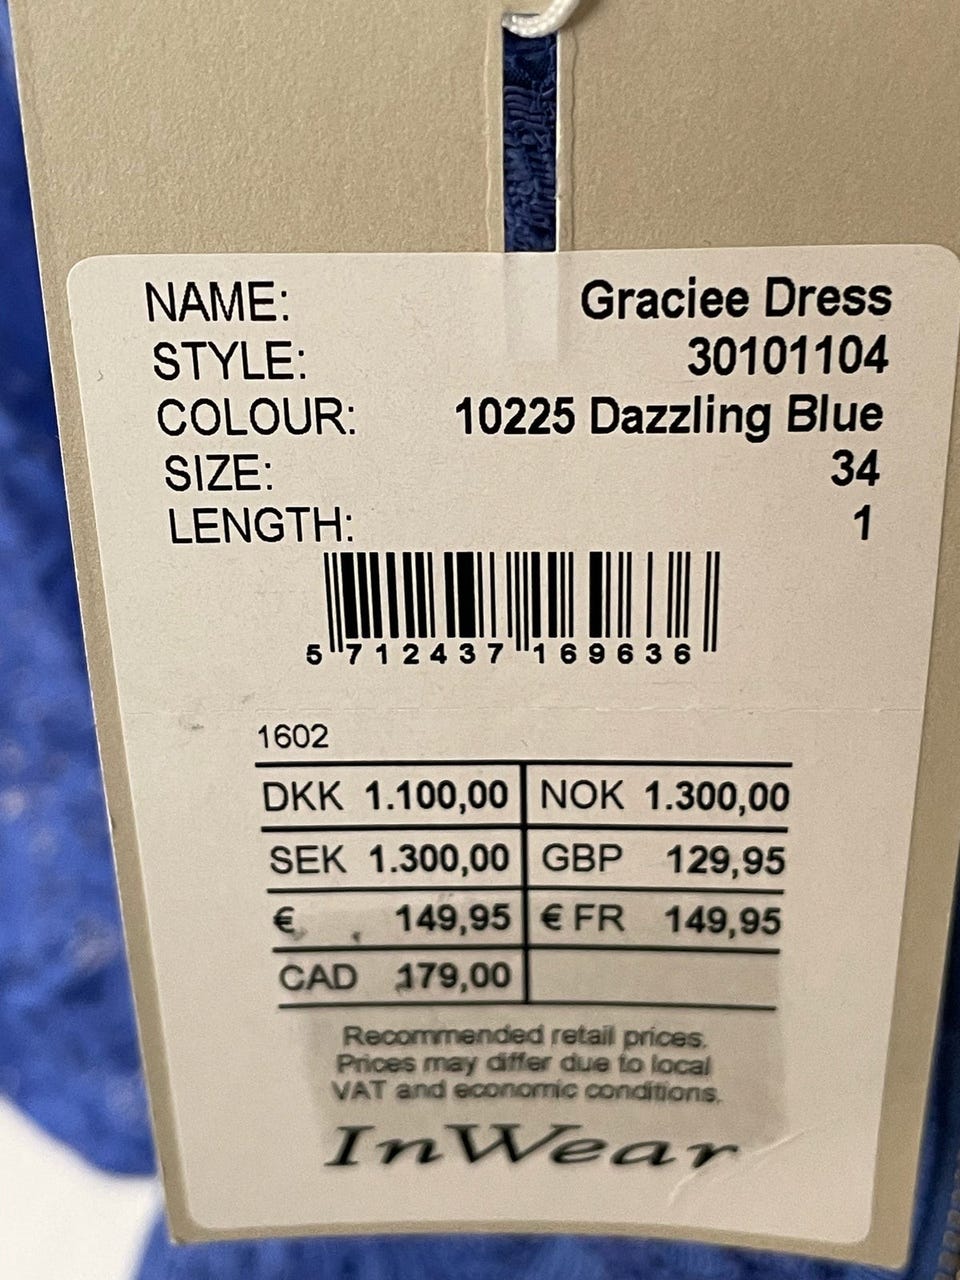 NAME: Graciee Dress
STYLE: 30101104
COLOUR: 10225 Dazzling Blue
SIZE: 34
LENGTH: 1
5 712437 169636
1602
DKK 1.100,00 NOK 1.300,00
SEK 1.300,00 GBP 129,95
€ 149,95 € FR 149,95
CAD 179,00
Recommended retail prices.
Prices may differ due to local
VAT and economic conditions.
InWear